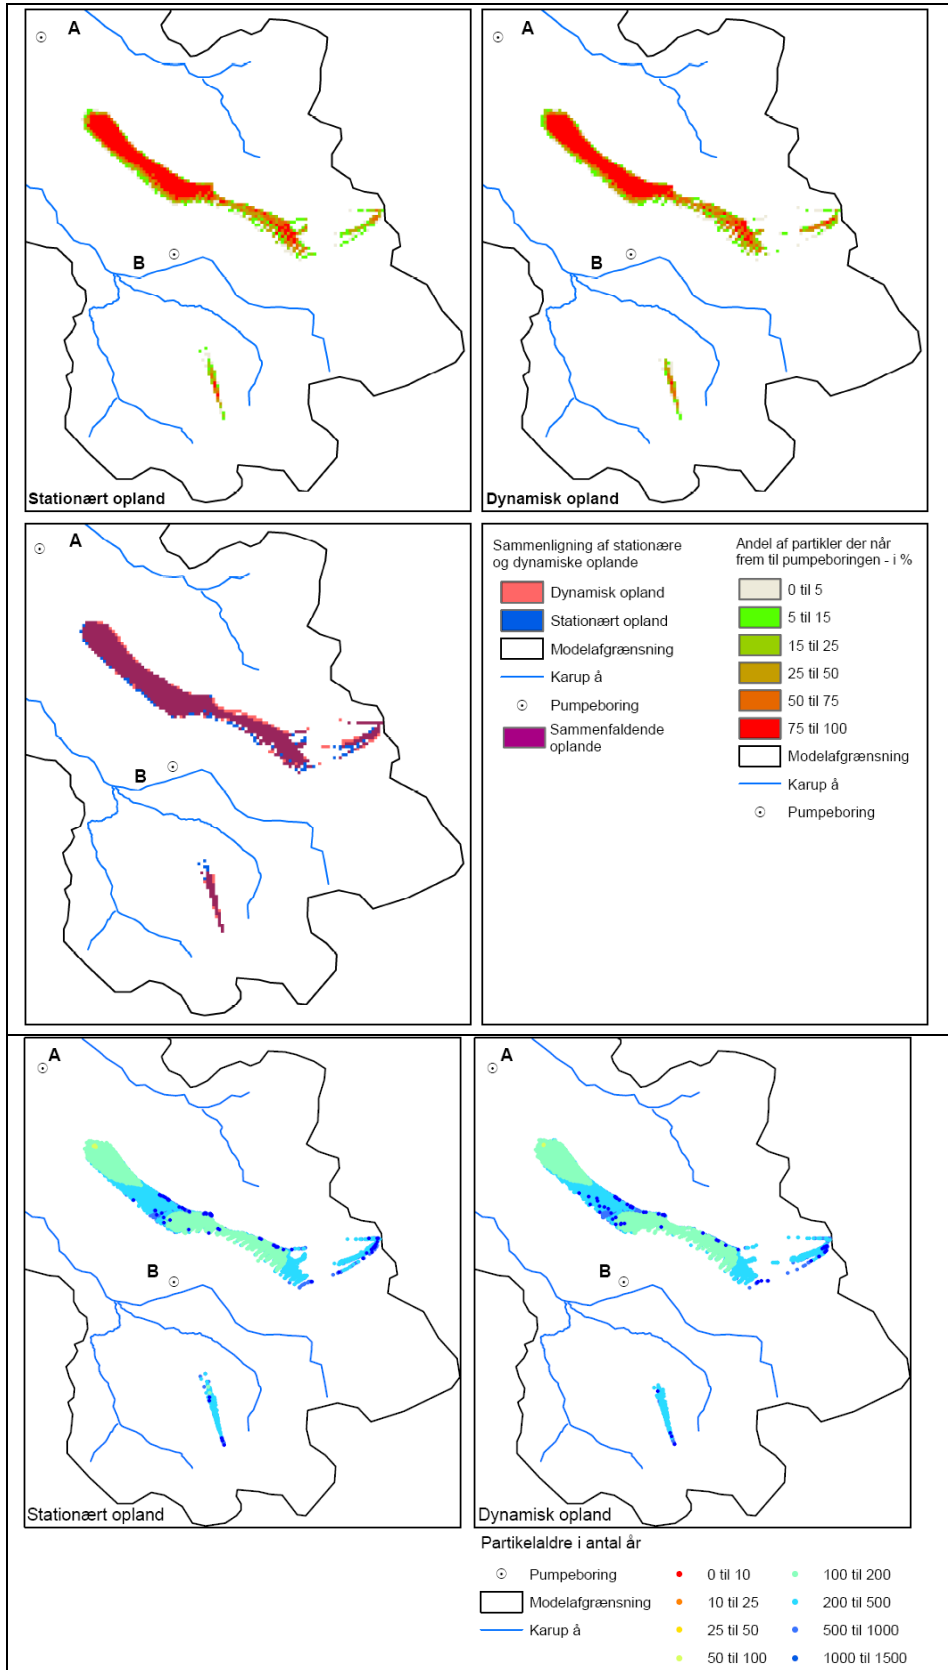 A
B
Stationært opland
A
B
Dynamisk opland
A
B
Sammenligning af stationære
og dynamiske oplande
Dynamisk opland
Stationært opland
Modelafgrænsning
Karup å
Pumpeboring
Sammenfaldende
oplande
Andel af partikler der når
frem til pumpeboringen - i %
0 til 5
5 til 15
15 til 25
25 til 50
50 til 75
75 til 100
Modelafgrænsning
Karup å
Pumpeboring
A
B
Stationært opland
A
B
Dynamisk opland
Partikelaldre i antal år
Pumpeboring
Modelafgrænsning
Karup å
0 til 10
10 til 25
25 til 50
50 til 100
100 til 200
200 til 500
500 til 1000
1000 til 1500